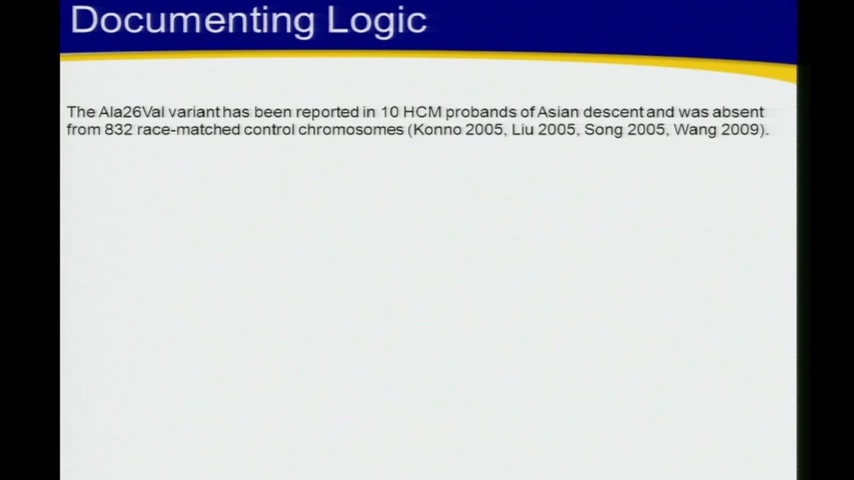 Documenting Logic
The Ala26Val variant has been reported in 10 HCM probands of Asian descent and was absent
from 832 race-matched control chromosomes (Konno 2005, Liu 2005, Song 2005, Wang 2009).